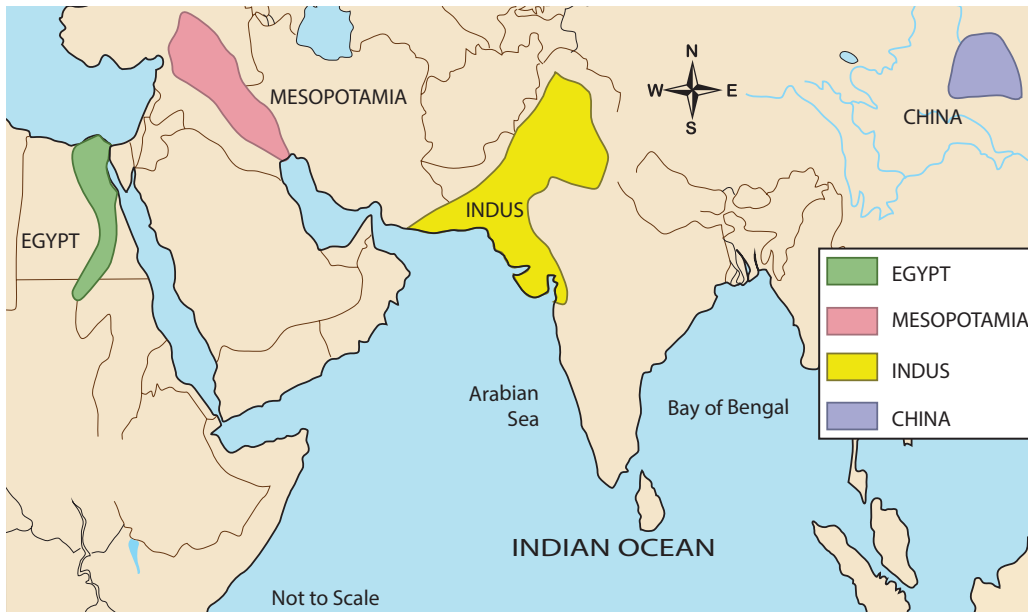 N
W E
S
MESOPOTAMIA
CHINA
INDUS
EGYPT
EGYPT
MESOPOTAMIA
INDUS
CHINA
Arabian
Sea
Bay of Bengal
INDIAN OCEAN
Not to Scale